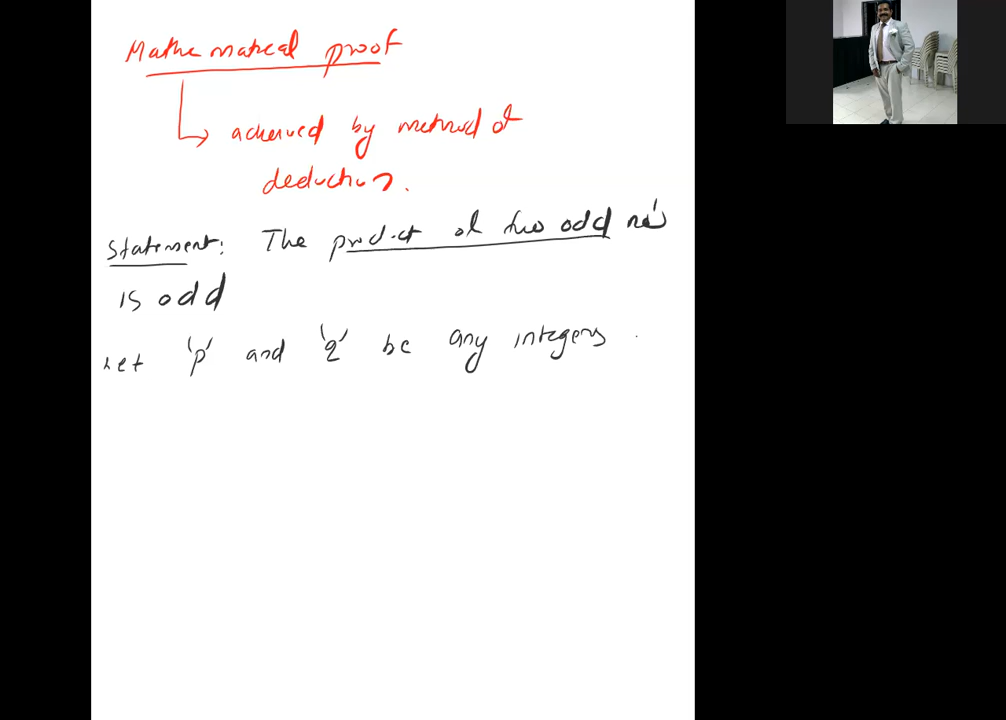 Mathematical proof
achieved by method of
deduction.
Statement: The product of two odd no's
is odd
Let 'p' and 'q' be any integers.